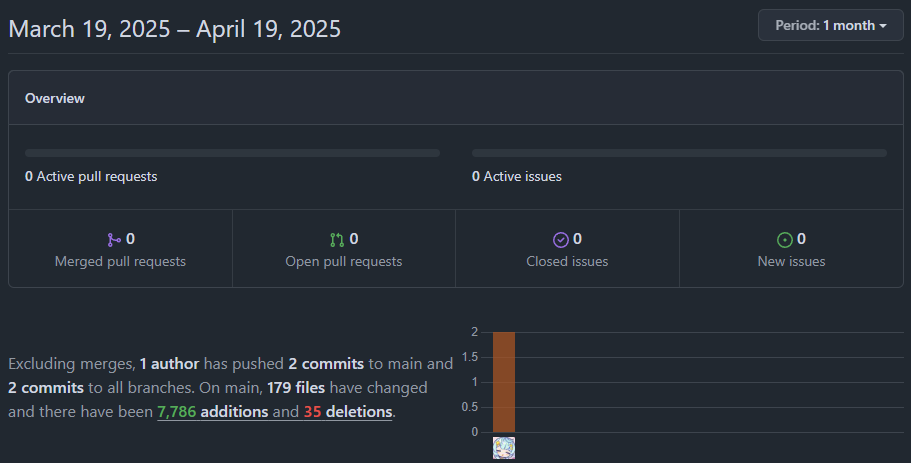 March 19, 2025 – April 19, 2025
Period: 1 month
Overview
0 Active pull requests
0 Active issues
0
Merged pull requests
0
Open pull requests
0
Closed issues
0
New issues
Excluding merges, 1 author has pushed 2 commits to main and
2 commits to all branches. On main, 179 files have changed
and there have been 7,786 additions and 35 deletions.
2
1.5
1
0.5
0